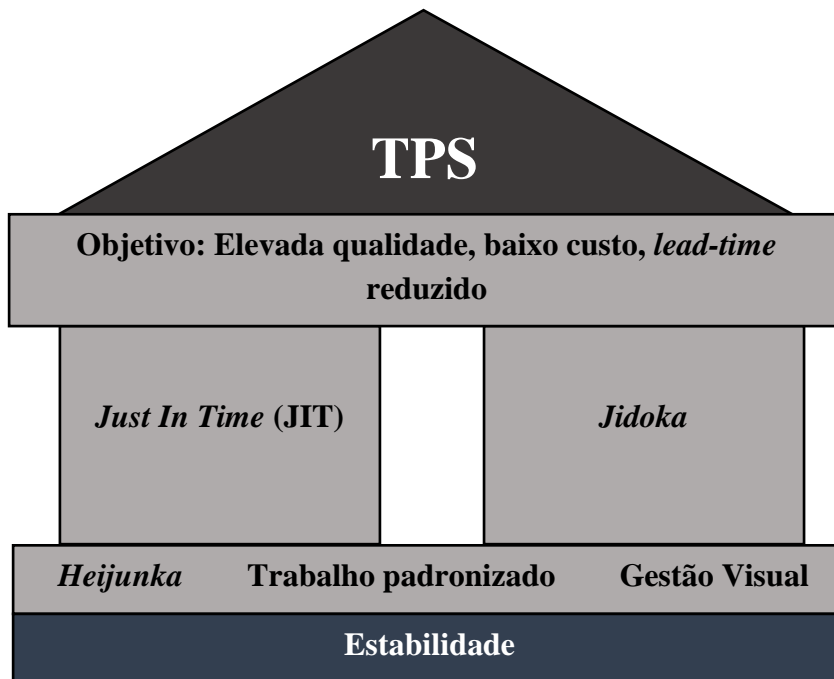 TPS
Objetivo: Elevada qualidade, baixo custo, lead-time
reduzido
Just In Time (JIT)
Jidoka
Heijunka Trabalho padronizado Gestão Visual
Estabilidade